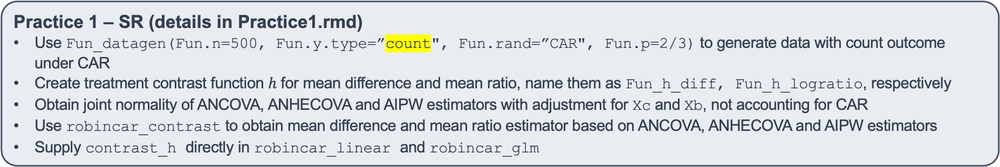 Practice 1 – SR (details in Practice1.rmd)
• Use Fun_datagen(Fun.n=500, Fun.y.type=”count", Fun.rand=”CAR", Fun.p=2/3) to generate data with count outcome
under CAR
• Create treatment contrast function h for mean difference and mean ratio, name them as Fun_h_diff, Fun_h_logratio, respectively
• Obtain joint normality of ANCOVA, ANHECOVA and AIPW estimators with adjustment for Xc and Xb, not accounting for CAR
• Use robincar_contrast to obtain mean difference and mean ratio estimator based on ANCOVA, ANHECOVA and AIPW estimators
• Supply contrast_h directly in robincar_linear and robincar_glm